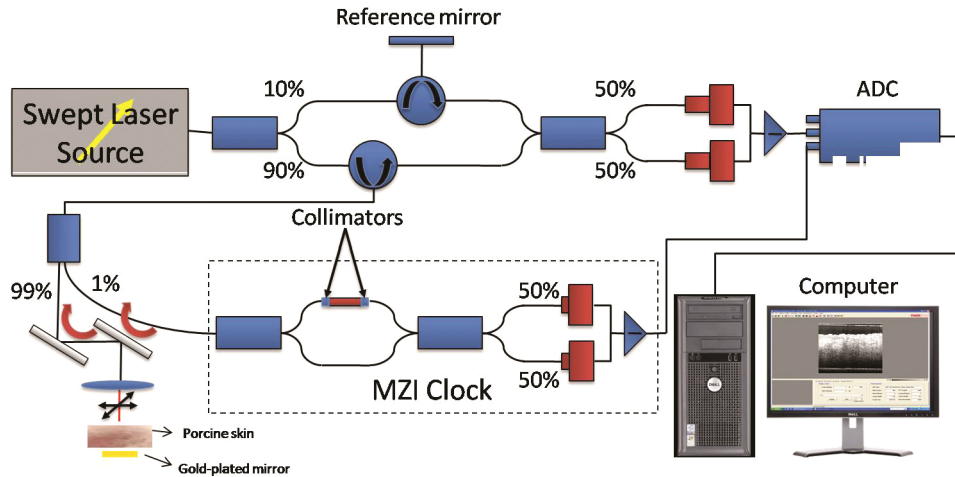 Reference mirror
10%
50%
ADC
Swept Laser
Source
90%
50%
Collimators
99%
1%
50%
Computer
50%
MZI Clock
DELL
Porcine skin
Gold-plated mirror